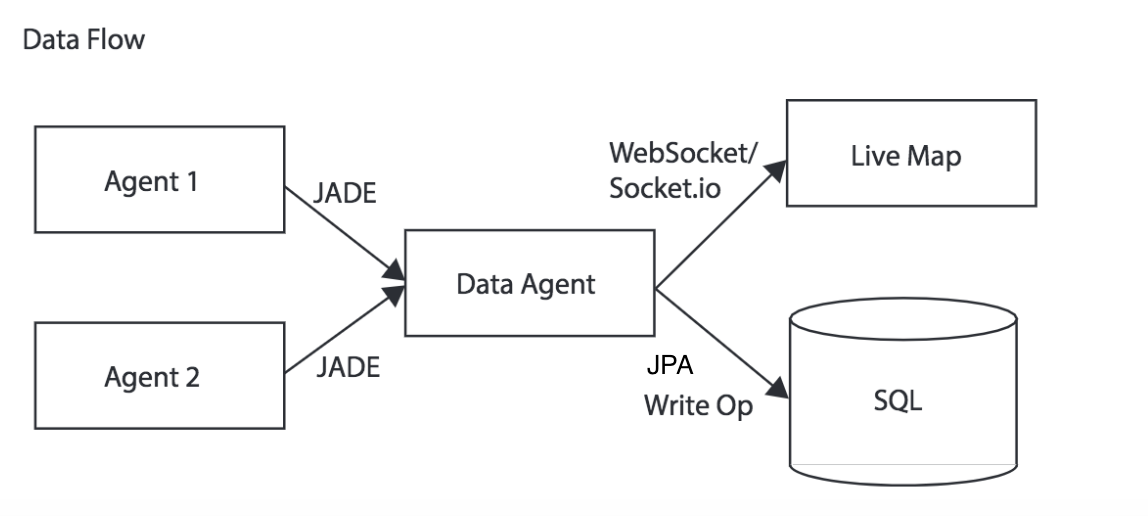 Data Flow
Agent 1
JADE
Agent 2
JADE
Data Agent
WebSocket/
Socket.io
Live Map
JPA
Write Op
SQL